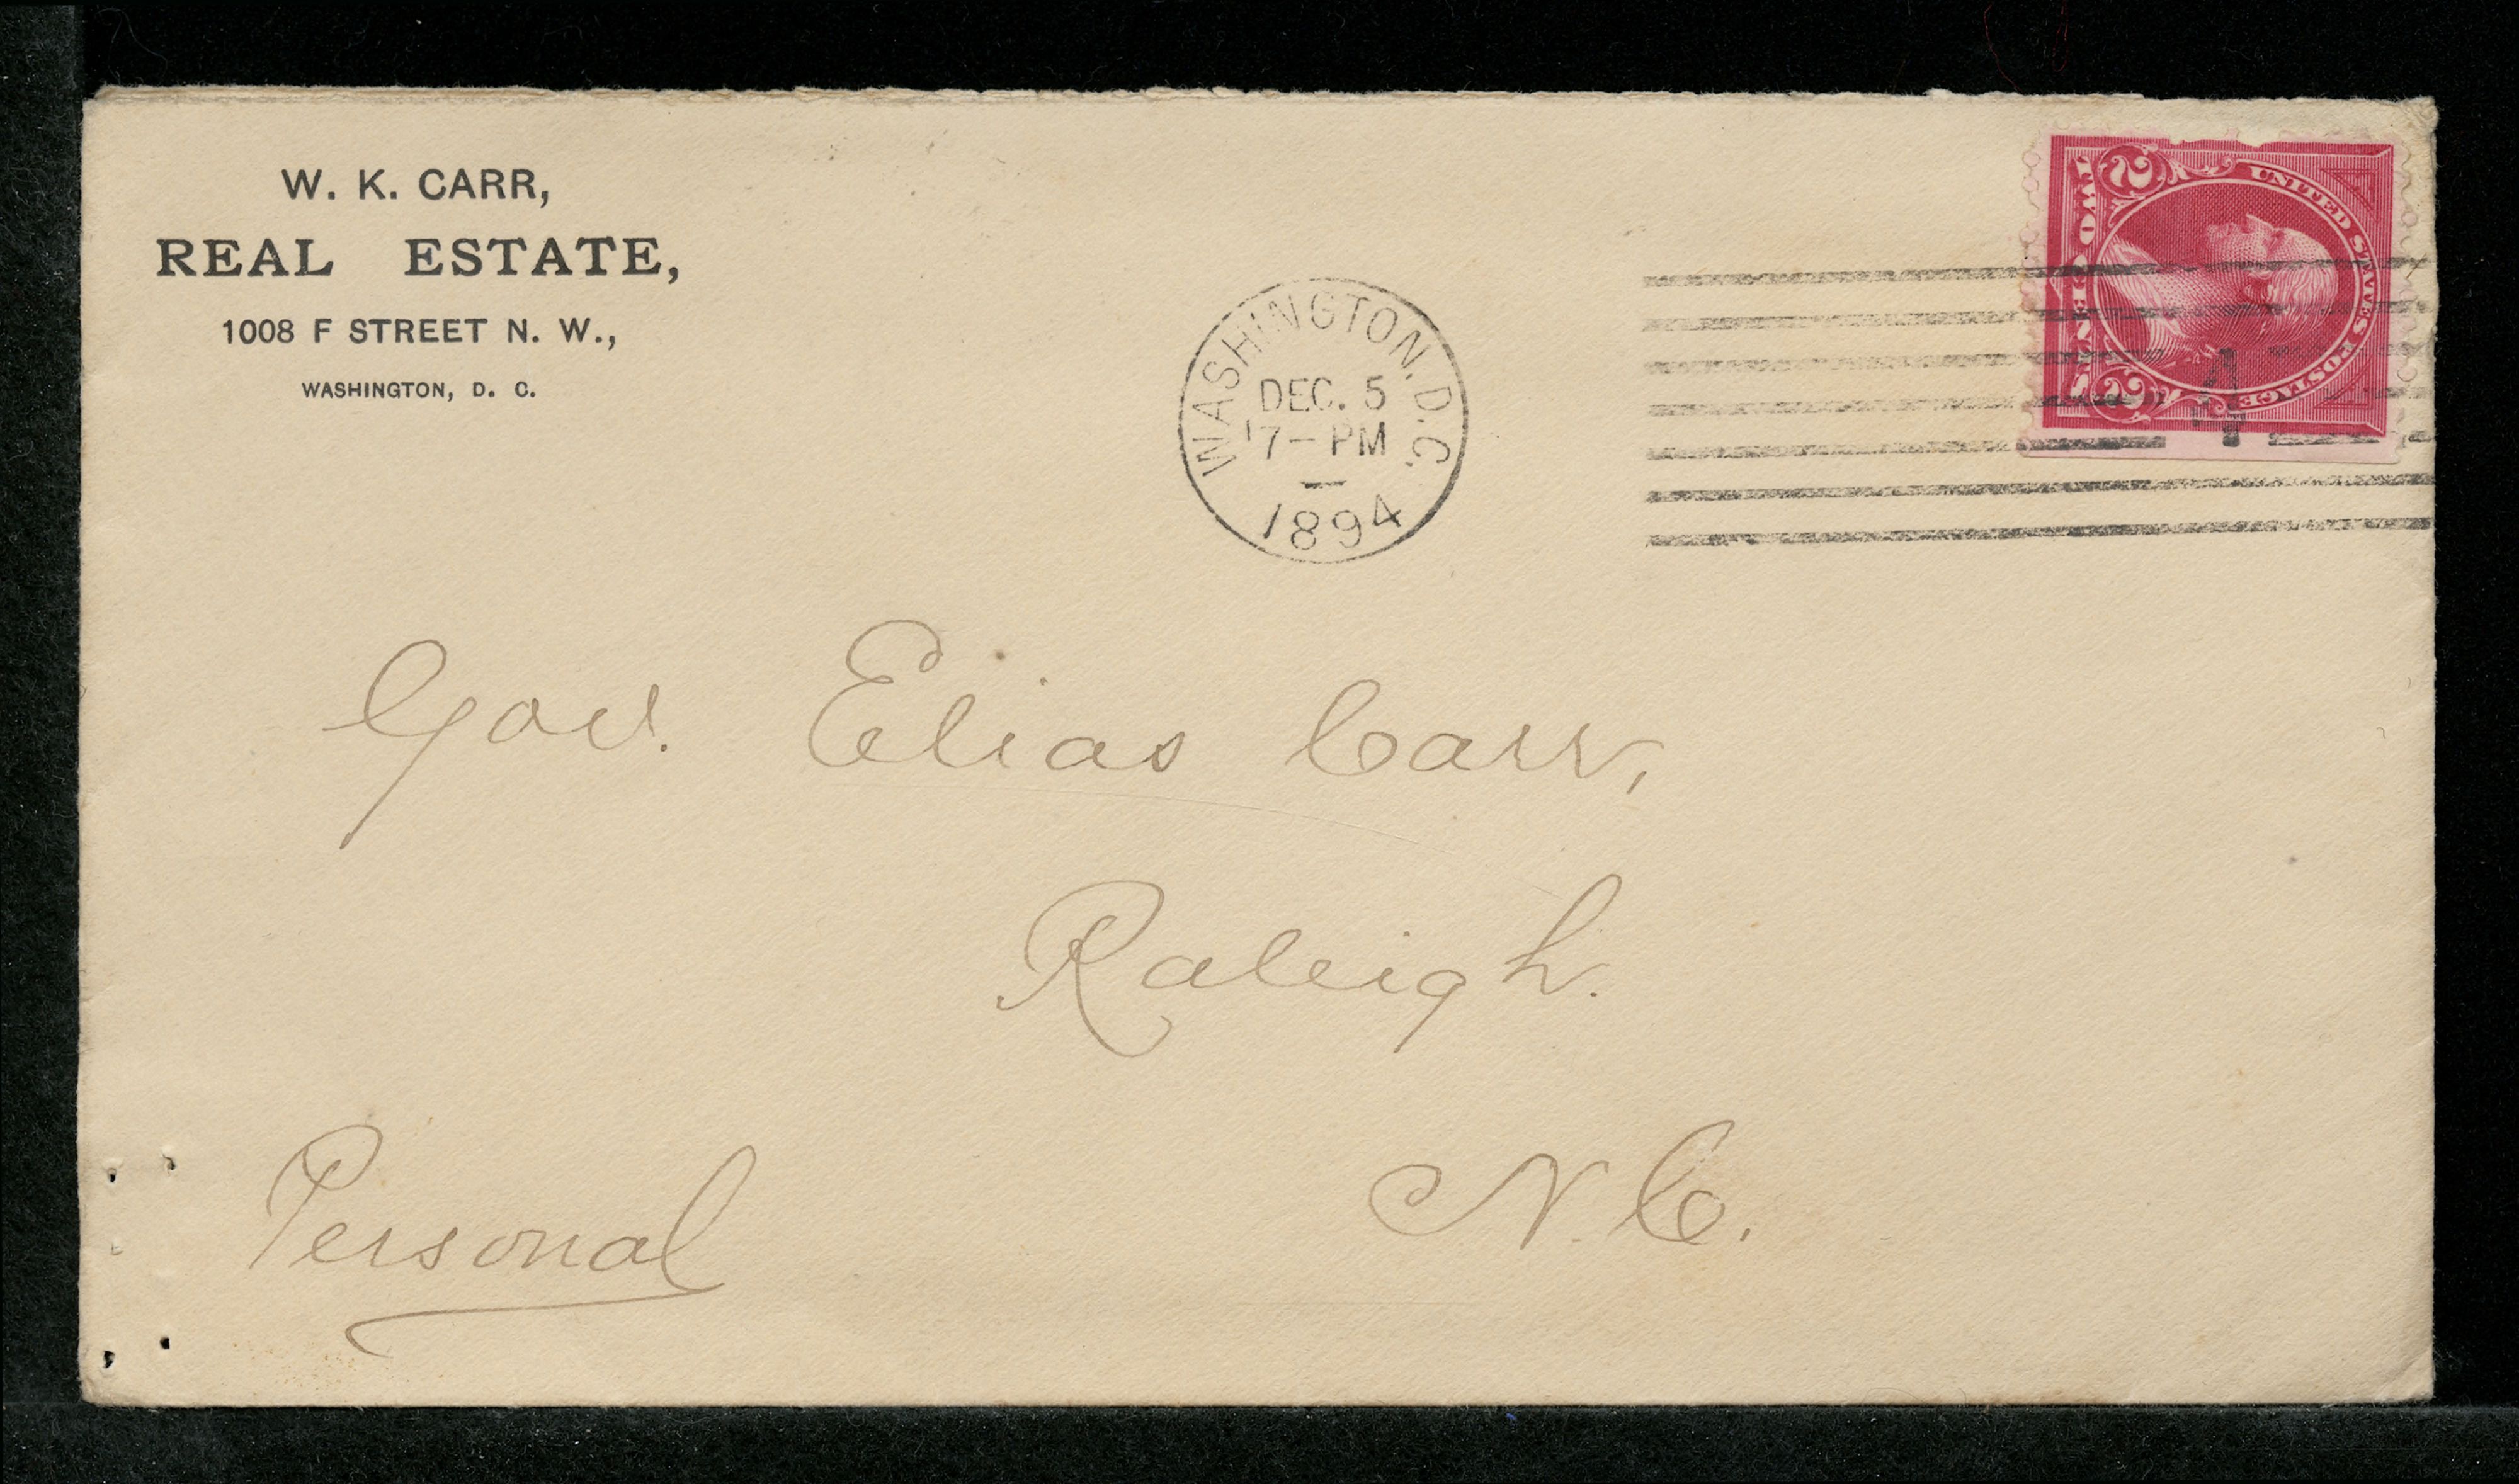 W. K. CARR,
REAL ESTATE,
1008 F STREET N. W.,
WASHINGTON, D. C.
WASHINGTON, D.C.
DEC. 5
7-PM
1894
4
UNITED STATES POSTAGE
TWO CENTS
2 2
Gov. Elias Carr,
Raleigh.
N. C.
Personal